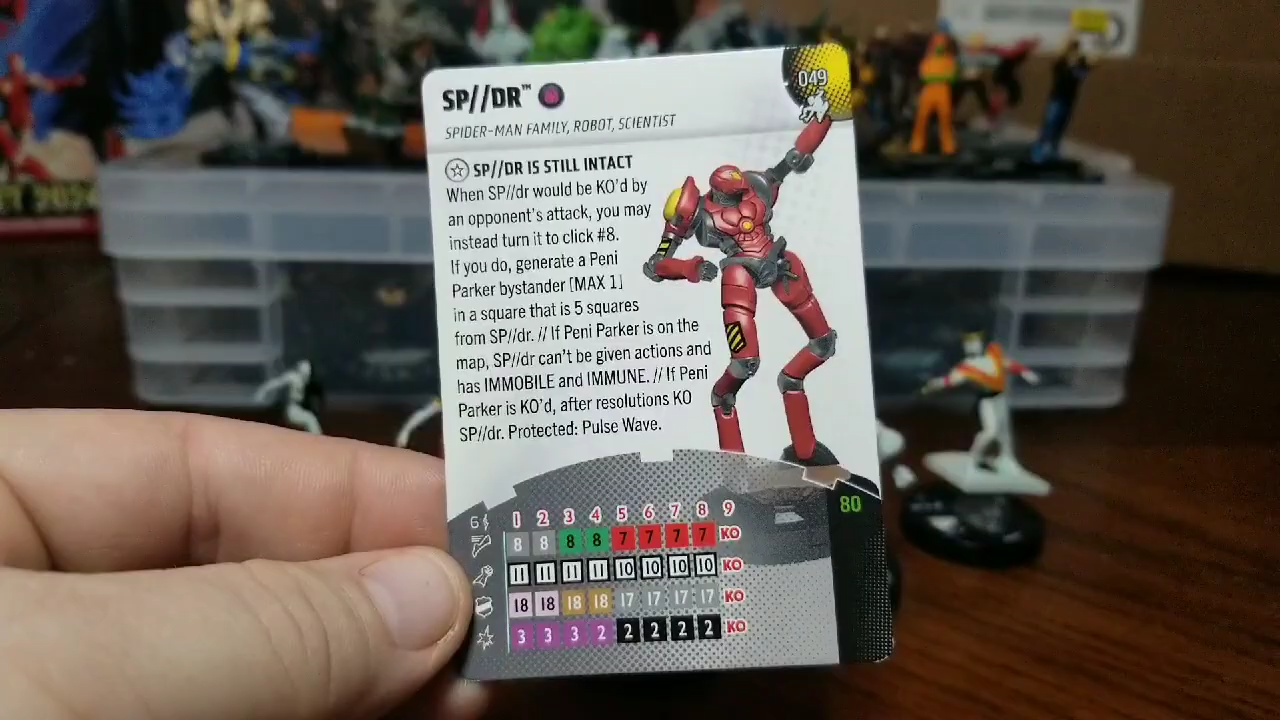 SP//DR™
049
SPIDER-MAN FAMILY, ROBOT, SCIENTIST
SP//DR IS STILL INTACT
When SP//dr would be KO'd by
an opponent's attack, you may
instead turn it to click #8.
If you do, generate a Peni
Parker bystander [MAX 1]
in a square that is 5 squares
from SP//dr. // If Peni Parker is on the
map, SP//dr can't be given actions and
has IMMOBILE and IMMUNE. // If Peni
Parker is KO'd, after resolutions KO
SP//dr. Protected: Pulse Wave.
80
6 1 2 3 4 5 6 7 8 9
8 8 8 8 7 7 7 7 KO
11 11 11 11 10 10 10 10 KO
18 18 18 18 17 17 17 17 KO
3 3 3 2 2 2 2 2 KO